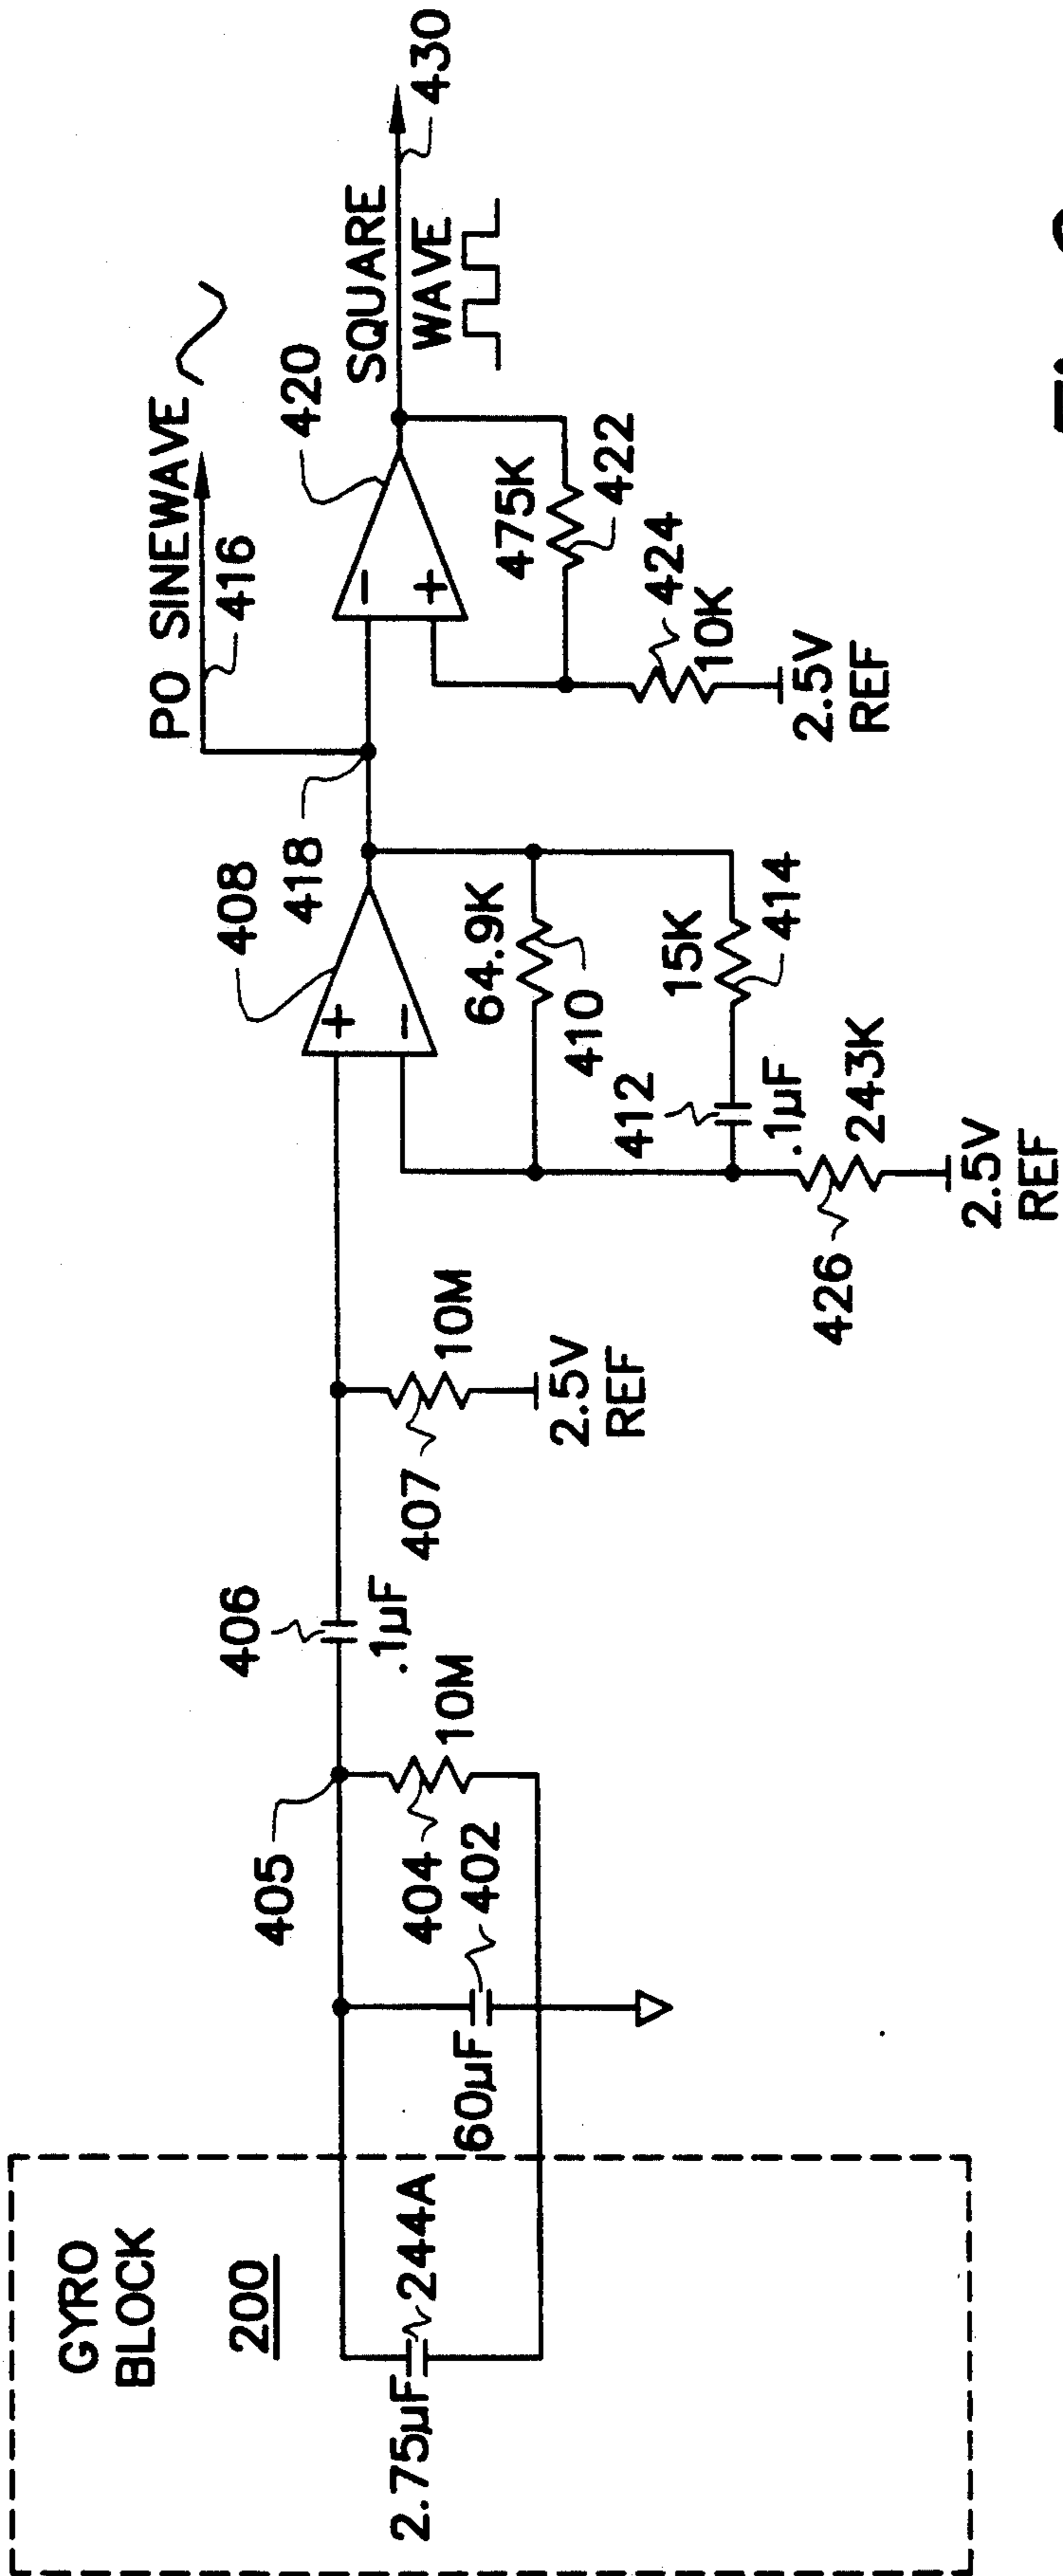 GYRO
BLOCK
200
2.75µF
244A
60µF
402
404
10M
405
406
.1µF
407
10M
2.5V
REF
408
+
−
418
PO SINEWAVE
416
64.9K
410
412
.1µF
15K
414
426
243K
2.5V
REF
420
−
+
475K
422
424
10K
2.5V
REF
SQUARE
WAVE
430